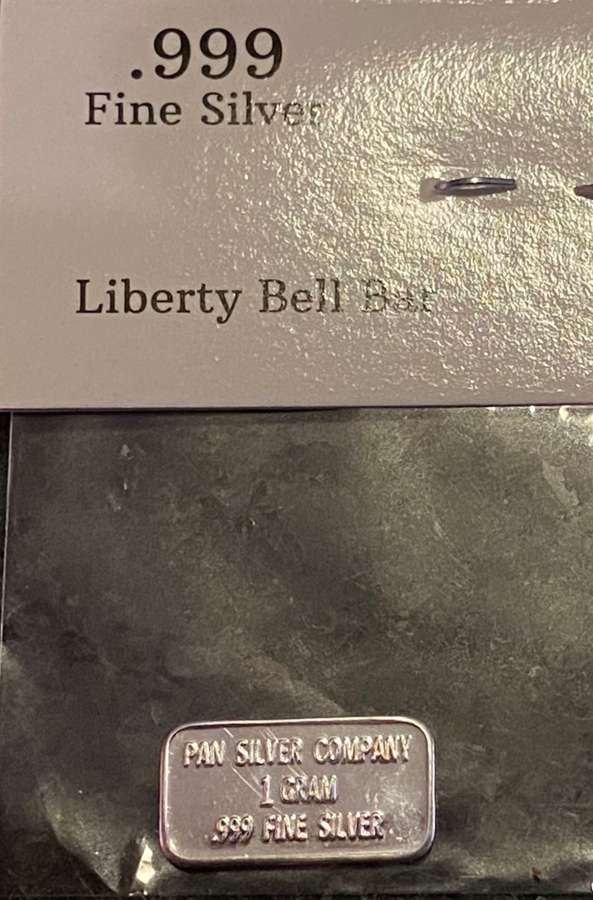 .999
Fine Silver
Liberty Bell Bar
PAN SILVER COMPANY
1 GRAM
.999 FINE SILVER